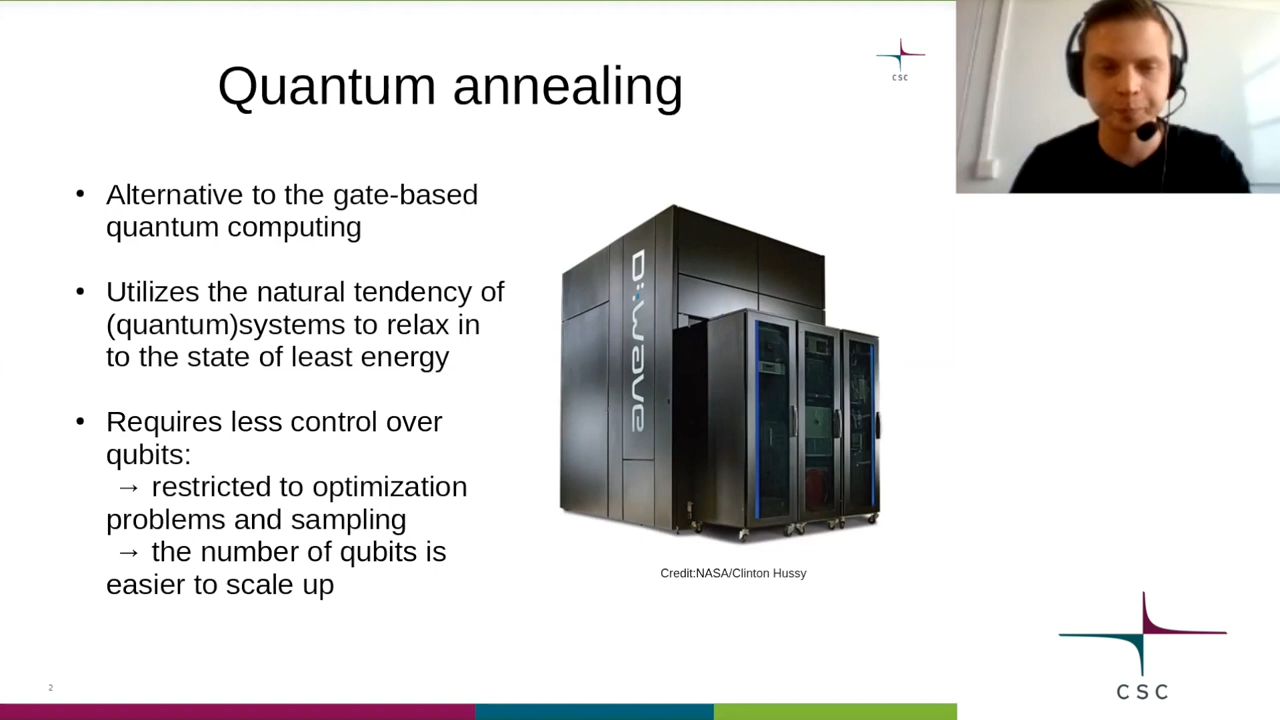 Quantum annealing
CSC
• Alternative to the gate-based
quantum computing
• Utilizes the natural tendency of
(quantum)systems to relax in
to the state of least energy
• Requires less control over
qubits:
→ restricted to optimization
problems and sampling
→ the number of qubits is
easier to scale up
D:wave
Credit:NASA/Clinton Hussy
2
CSC